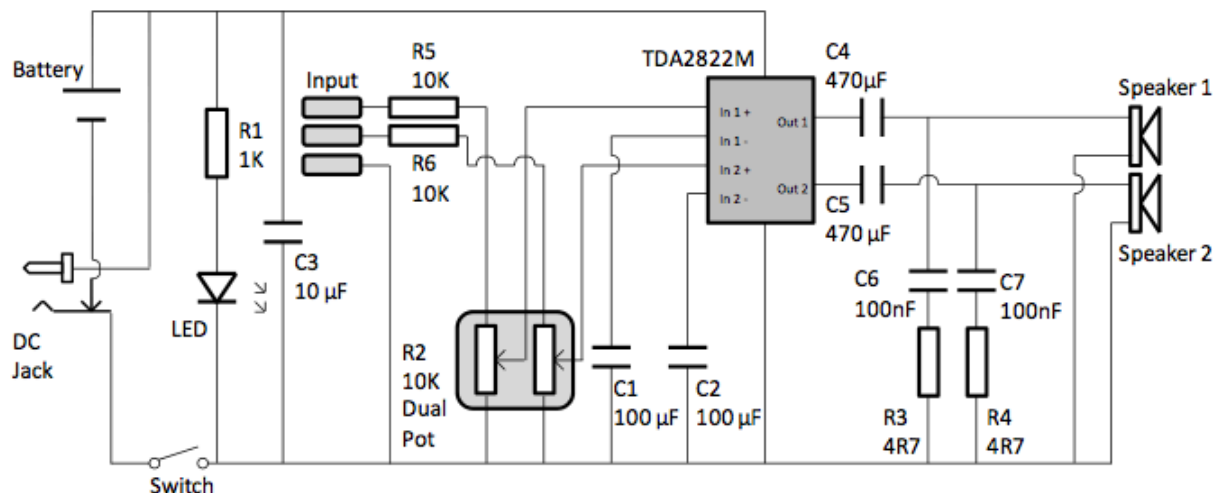 Battery
R1
1K
LED
DC
Jack
Switch
C3
10 µF
Input
R5
10K
R6
10K
R2
10K
Dual
Pot
C1
100 µF
C2
100 µF
TDA2822M
In 1 +
In 1 -
In 2 +
In 2 -
Out 1
Out 2
C4
470µF
C5
470 µF
C6
100nF
C7
100nF
R3
4R7
R4
4R7
Speaker 1
Speaker 2